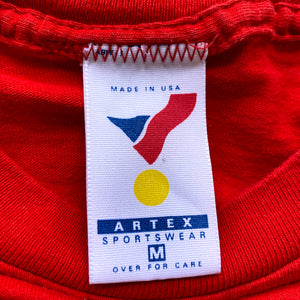 MADE IN USA
ARTEX
SPORTSWEAR
M
OVER FOR CARE